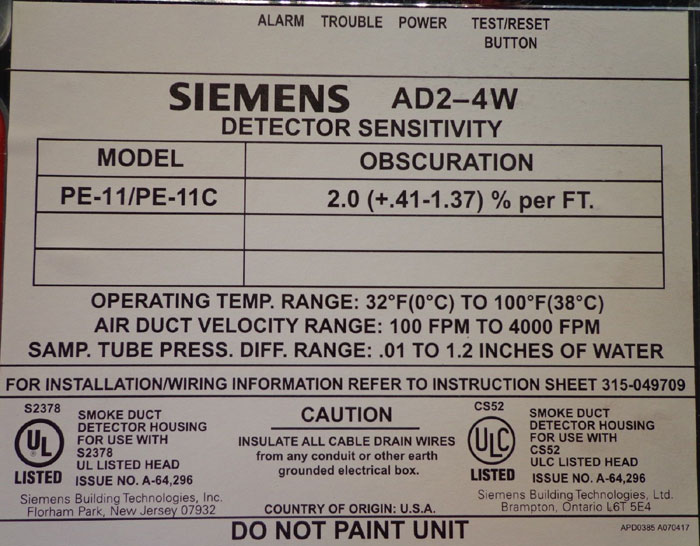 ALARM TROUBLE POWER TEST/RESET
BUTTON
SIEMENS AD2-4W
DETECTOR SENSITIVITY
MODEL OBSCURATION
PE-11/PE-11C 2.0 (+.41-1.37) % per FT.
OPERATING TEMP. RANGE: 32°F(0°C) TO 100°F(38°C)
AIR DUCT VELOCITY RANGE: 100 FPM TO 4000 FPM
SAMP. TUBE PRESS. DIFF. RANGE: .01 TO 1.2 INCHES OF WATER
FOR INSTALLATION/WIRING INFORMATION REFER TO INSTRUCTION SHEET 315-049709
S2378
UL
LISTED
SMOKE DUCT
DETECTOR HOUSING
FOR USE WITH
S2378
UL LISTED HEAD
ISSUE NO. A-64,296
Siemens Building Technologies, Inc.
Florham Park, New Jersey 07932
CAUTION
INSULATE ALL CABLE DRAIN WIRES
from any conduit or other earth
grounded electrical box.
COUNTRY OF ORIGIN: U.S.A.
CS52
ULC
LISTED
SMOKE DUCT
DETECTOR HOUSING
FOR USE WITH
CS52
ULC LISTED HEAD
ISSUE NO. A-64,296
Siemens Building Technologies, Ltd.
Brampton, Ontario L6T 5E4
DO NOT PAINT UNIT
APD0385 A070417